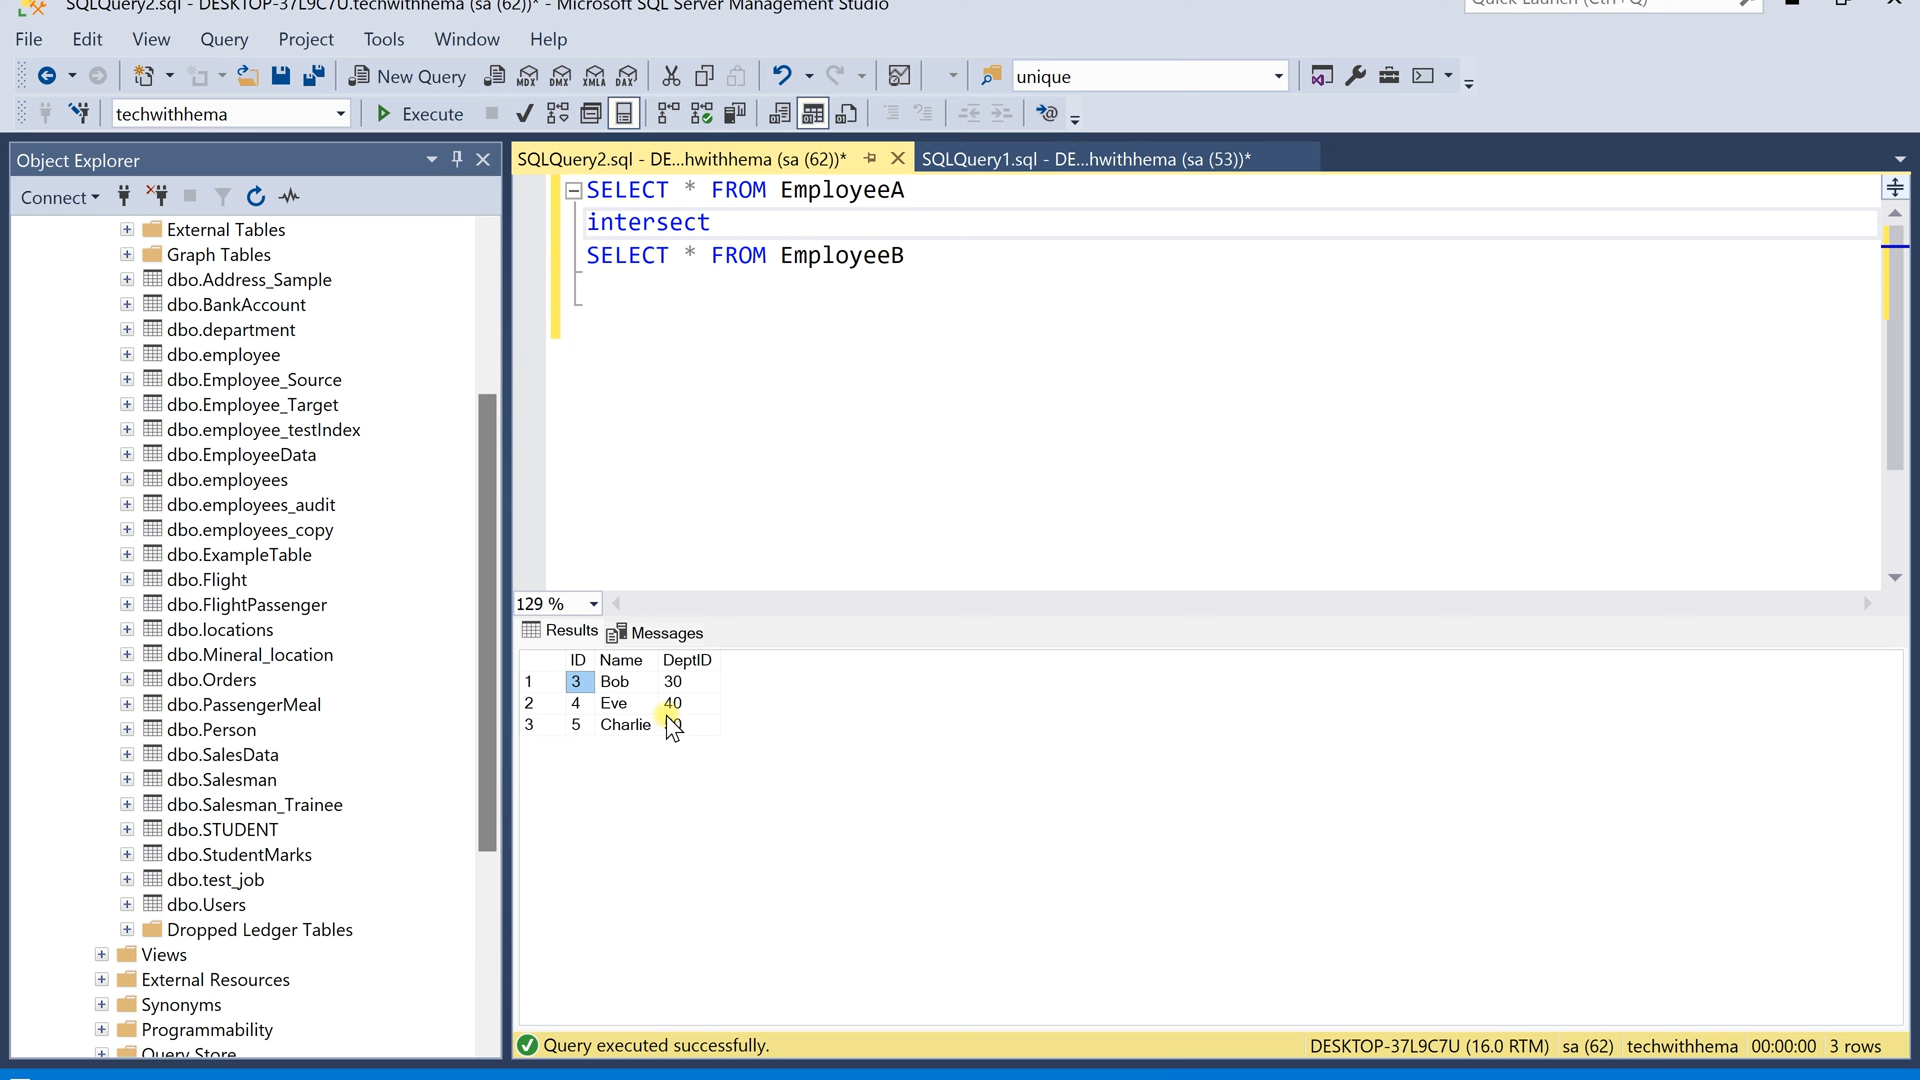 SQLQuery2.sql - DESKTOP-37L9C7U.techwithhema (sa (62))* - Microsoft SQL Server Management Studio
Quick Launch (Ctrl+Q)
File Edit View Query Project Tools Window Help
New Query MDX DMX XMLA DAX unique
techwithhema Execute
Object Explorer
Connect
External Tables
Graph Tables
dbo.Address_Sample
dbo.BankAccount
dbo.department
dbo.employee
dbo.Employee_Source
dbo.Employee_Target
dbo.employee_testIndex
dbo.EmployeeData
dbo.employees
dbo.employees_audit
dbo.employees_copy
dbo.ExampleTable
dbo.Flight
dbo.FlightPassenger
dbo.locations
dbo.Mineral_location
dbo.Orders
dbo.PassengerMeal
dbo.Person
dbo.SalesData
dbo.Salesman
dbo.Salesman_Trainee
dbo.STUDENT
dbo.StudentMarks
dbo.test_job
dbo.Users
Dropped Ledger Tables
Views
External Resources
Synonyms
Programmability
Query Store
SQLQuery2.sql - DE...hwithhema (sa (62))* SQLQuery1.sql - DE...hwithhema (sa (53))*
SELECT * FROM EmployeeA
intersect
SELECT * FROM EmployeeB
129 %
Results Messages
ID Name DeptID
1 3 Bob 30
2 4 Eve 40
3 5 Charlie
Query executed successfully. DESKTOP-37L9C7U (16.0 RTM) sa (62) techwithhema 00:00:00 3 rows